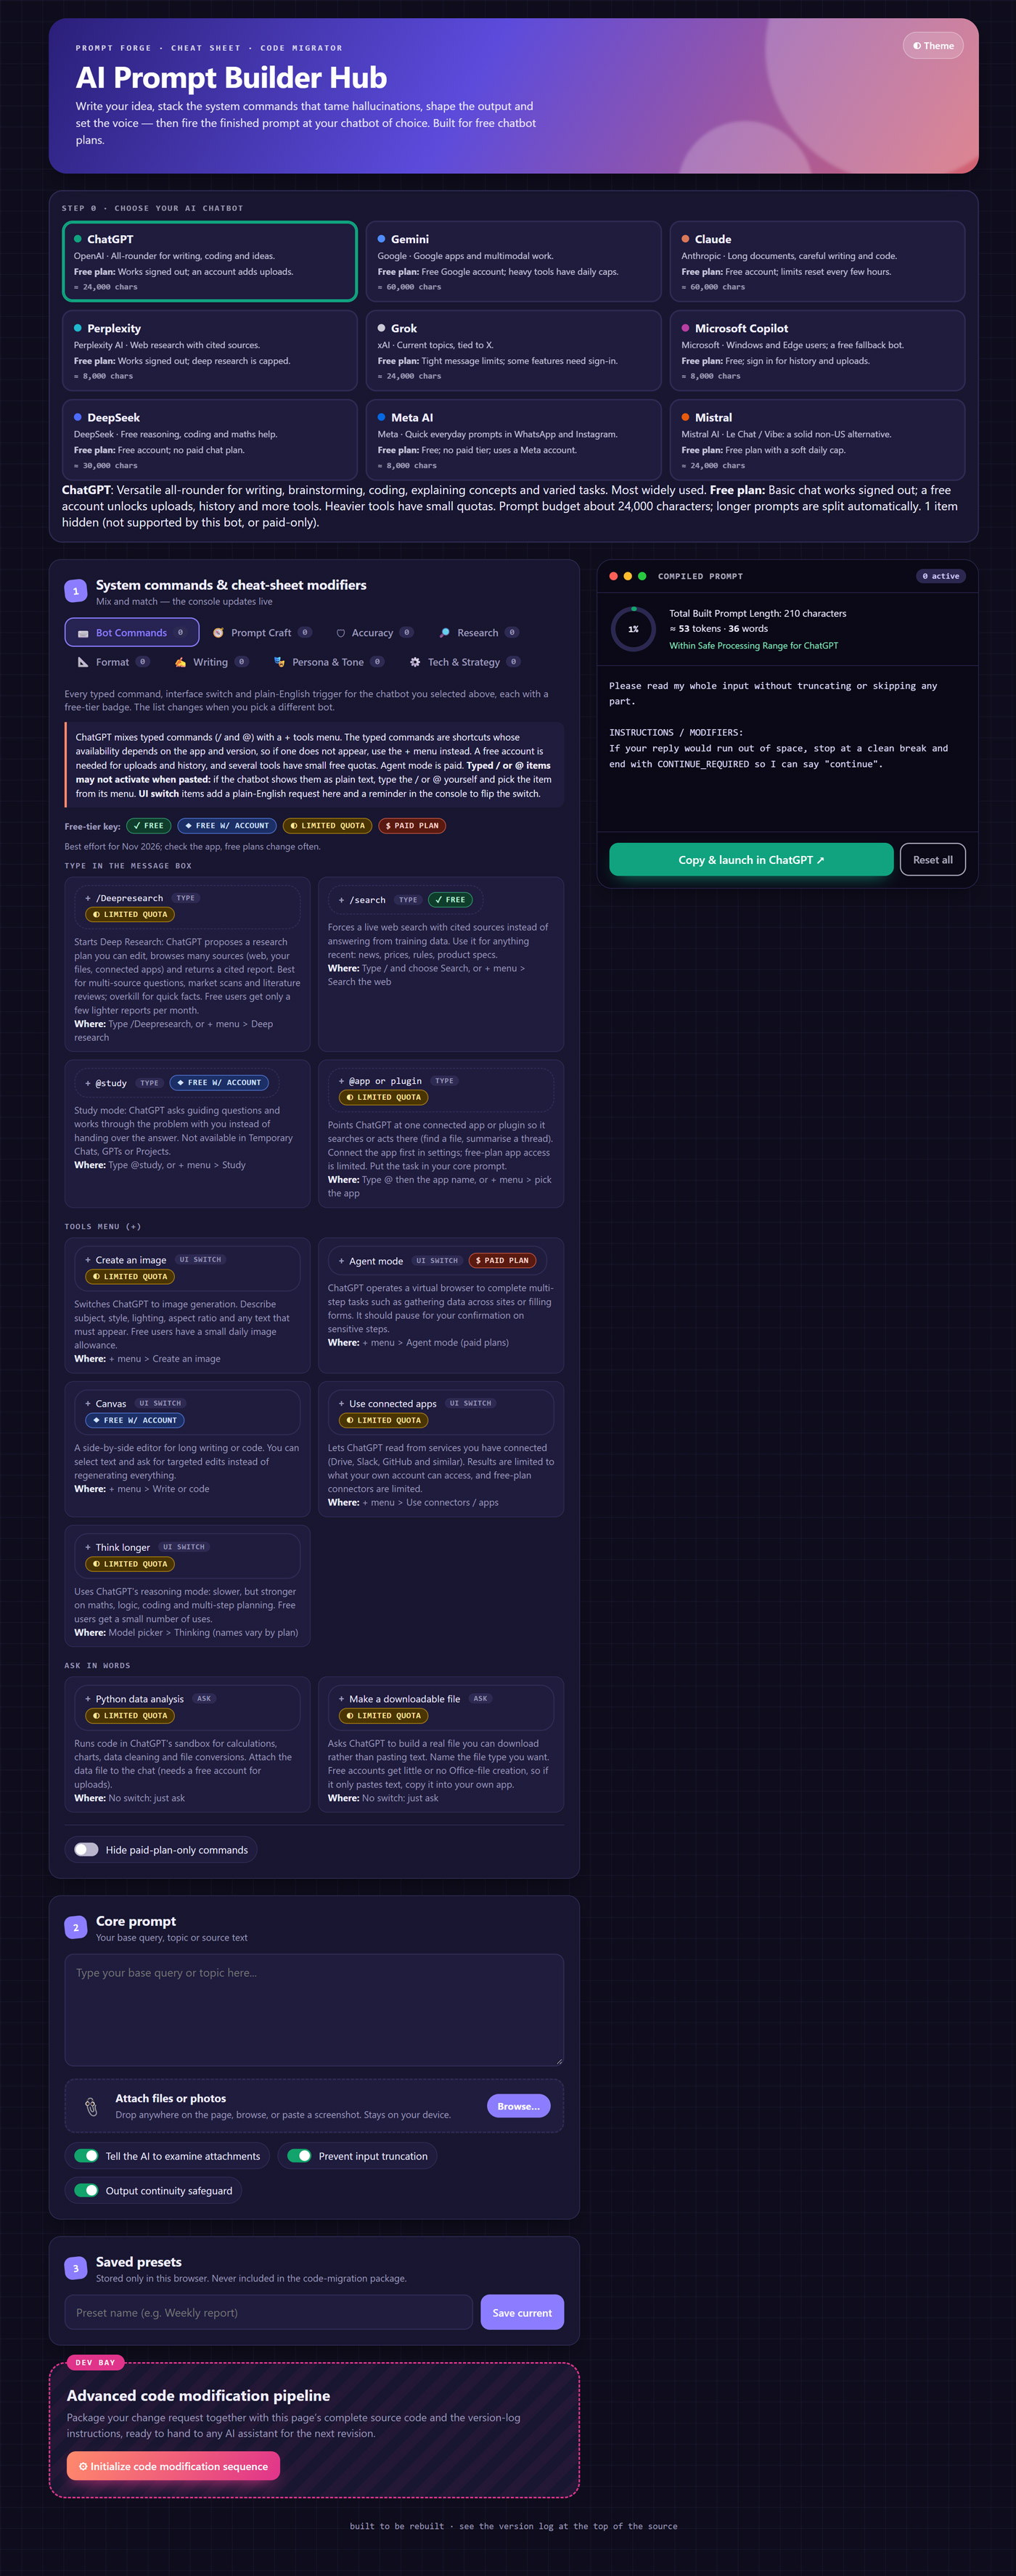 PROMPT FORGE · CHEAT SHEET · CODE MIGRATOR
AI Prompt Builder Hub
Write your idea, stack the system commands that tame hallucinations, shape the output and
set the voice — then fire the finished prompt at your chatbot of choice. Built for free chatbot
plans.
◐ Theme
STEP 0 · CHOOSE YOUR AI CHATBOT
ChatGPT
OpenAI · All-rounder for writing, coding and ideas.
Free plan: Works signed out; an account adds uploads.
≈ 24,000 chars
Gemini
Google · Google apps and multimodal work.
Free plan: Free Google account; heavy tools have daily caps.
≈ 60,000 chars
Claude
Anthropic · Long documents, careful writing and code.
Free plan: Free account; limits reset every few hours.
≈ 60,000 chars
Perplexity
Perplexity AI · Web research with cited sources.
Free plan: Works signed out; deep research is capped.
≈ 8,000 chars
Grok
xAI · Current topics, tied to X.
Free plan: Tight message limits; some features need sign-in.
≈ 24,000 chars
Microsoft Copilot
Microsoft · Windows and Edge users; a free fallback bot.
Free plan: Free; sign in for history and uploads.
≈ 8,000 chars
DeepSeek
DeepSeek · Free reasoning, coding and maths help.
Free plan: Free account; no paid chat plan.
≈ 30,000 chars
Meta AI
Meta · Quick everyday prompts in WhatsApp and Instagram.
Free plan: Free; no paid tier; uses a Meta account.
≈ 8,000 chars
Mistral
Mistral AI · Le Chat / Vibe: a solid non-US alternative.
Free plan: Free plan with a soft daily cap.
≈ 24,000 chars
ChatGPT: Versatile all-rounder for writing, brainstorming, coding, explaining concepts and varied tasks. Most widely used. Free plan: Basic chat works signed out; a free
account unlocks uploads, history and more tools. Heavier tools have small quotas. Prompt budget about 24,000 characters; longer prompts are split automatically. 1 item
hidden (not supported by this bot, or paid-only).
1
System commands & cheat-sheet modifiers
Mix and match — the console updates live
Bot Commands 0
Prompt Craft 0
Accuracy 0
Research 0
Format 0
Writing 0
Persona & Tone 0
Tech & Strategy 0
Every typed command, interface switch and plain-English trigger for the chatbot you selected above, each with a
free-tier badge. The list changes when you pick a different bot.
ChatGPT mixes typed commands (/ and @) with a + tools menu. The typed commands are shortcuts whose
availability depends on the app and version, so if one does not appear, use the + menu instead. A free account is
needed for uploads and history, and several tools have small free quotas. Agent mode is paid. Typed / or @ items
may not activate when pasted: if the chatbot shows them as plain text, type the / or @ yourself and pick the item
from its menu. UI switch items add a plain-English request here and a reminder in the console to flip the switch.
Free-tier key: ✓ FREE ◆ FREE W/ ACCOUNT ◐ LIMITED QUOTA $ PAID PLAN
Best effort for Nov 2026; check the app, free plans change often.
TYPE IN THE MESSAGE BOX
+ /Deepresearch TYPE
◐ LIMITED QUOTA
Starts Deep Research: ChatGPT proposes a research
plan you can edit, browses many sources (web, your
files, connected apps) and returns a cited report. Best
for multi-source questions, market scans and literature
reviews; overkill for quick facts. Free users get only a
few lighter reports per month.
Where: Type /Deepresearch, or + menu > Deep
research
+ /search TYPE ✓ FREE
Forces a live web search with cited sources instead of
answering from training data. Use it for anything
recent: news, prices, rules, product specs.
Where: Type / and choose Search, or + menu >
Search the web
+ @study TYPE ◆ FREE W/ ACCOUNT
Study mode: ChatGPT asks guiding questions and
works through the problem with you instead of
handing over the answer. Not available in Temporary
Chats, GPTs or Projects.
Where: Type @study, or + menu > Study
+ @app or plugin TYPE
◐ LIMITED QUOTA
Points ChatGPT at one connected app or plugin so it
searches or acts there (find a file, summarise a thread).
Connect the app first in settings; free-plan app access
is limited. Put the task in your core prompt.
Where: Type @ then the app name, or + menu > pick
the app
TOOLS MENU (+)
+ Create an image UI SWITCH
◐ LIMITED QUOTA
Switches ChatGPT to image generation. Describe
subject, style, lighting, aspect ratio and any text that
must appear. Free users have a small daily image
allowance.
Where: + menu > Create an image
+ Agent mode UI SWITCH $ PAID PLAN
ChatGPT operates a virtual browser to complete multi-
step tasks such as gathering data across sites or filling
forms. It should pause for your confirmation on
sensitive steps.
Where: + menu > Agent mode (paid plans)
+ Canvas UI SWITCH
◆ FREE W/ ACCOUNT
A side-by-side editor for long writing or code. You can
select text and ask for targeted edits instead of
regenerating everything.
Where: + menu > Write or code
+ Use connected apps UI SWITCH
◐ LIMITED QUOTA
Lets ChatGPT read from services you have connected
(Drive, Slack, GitHub and similar). Results are limited to
what your own account can access, and free-plan
connectors are limited.
Where: + menu > Use connectors / apps
+ Think longer UI SWITCH
◐ LIMITED QUOTA
Uses ChatGPT's reasoning mode: slower, but stronger
on maths, logic, coding and multi-step planning. Free
users get a small number of uses.
Where: Model picker > Thinking (names vary by plan)
ASK IN WORDS
+ Python data analysis ASK
◐ LIMITED QUOTA
Runs code in ChatGPT's sandbox for calculations,
charts, data cleaning and file conversions. Attach the
data file to the chat (needs a free account for
uploads).
Where: No switch: just ask
+ Make a downloadable file ASK
◐ LIMITED QUOTA
Asks ChatGPT to build a real file you can download
rather than pasting text. Name the file type you want.
Free accounts get little or no Office-file creation, so if
it only pastes text, copy it into your own app.
Where: No switch: just ask
Hide paid-plan-only commands
COMPILED PROMPT
0 active
1%
Total Built Prompt Length: 210 characters
≈ 53 tokens · 36 words
Within Safe Processing Range for ChatGPT
Please read my whole input without truncating or skipping any
part.
INSTRUCTIONS / MODIFIERS:
If your reply would run out of space, stop at a clean break and
end with CONTINUE_REQUIRED so I can say "continue".
Copy & launch in ChatGPT ↗
Reset all
2
Core prompt
Your base query, topic or source text
Type your base query or topic here...
Attach files or photos
Drop anywhere on the page, browse, or paste a screenshot. Stays on your device.
Browse...
Tell the AI to examine attachments
Prevent input truncation
Output continuity safeguard
3
Saved presets
Stored only in this browser. Never included in the code-migration package.
Preset name (e.g. Weekly report)
Save current
DEV BAY
Advanced code modification pipeline
Package your change request together with this page's complete source code and the version-log
instructions, ready to hand to any AI assistant for the next revision.
⚙ Initialize code modification sequence
built to be rebuilt · see the version log at the top of the source